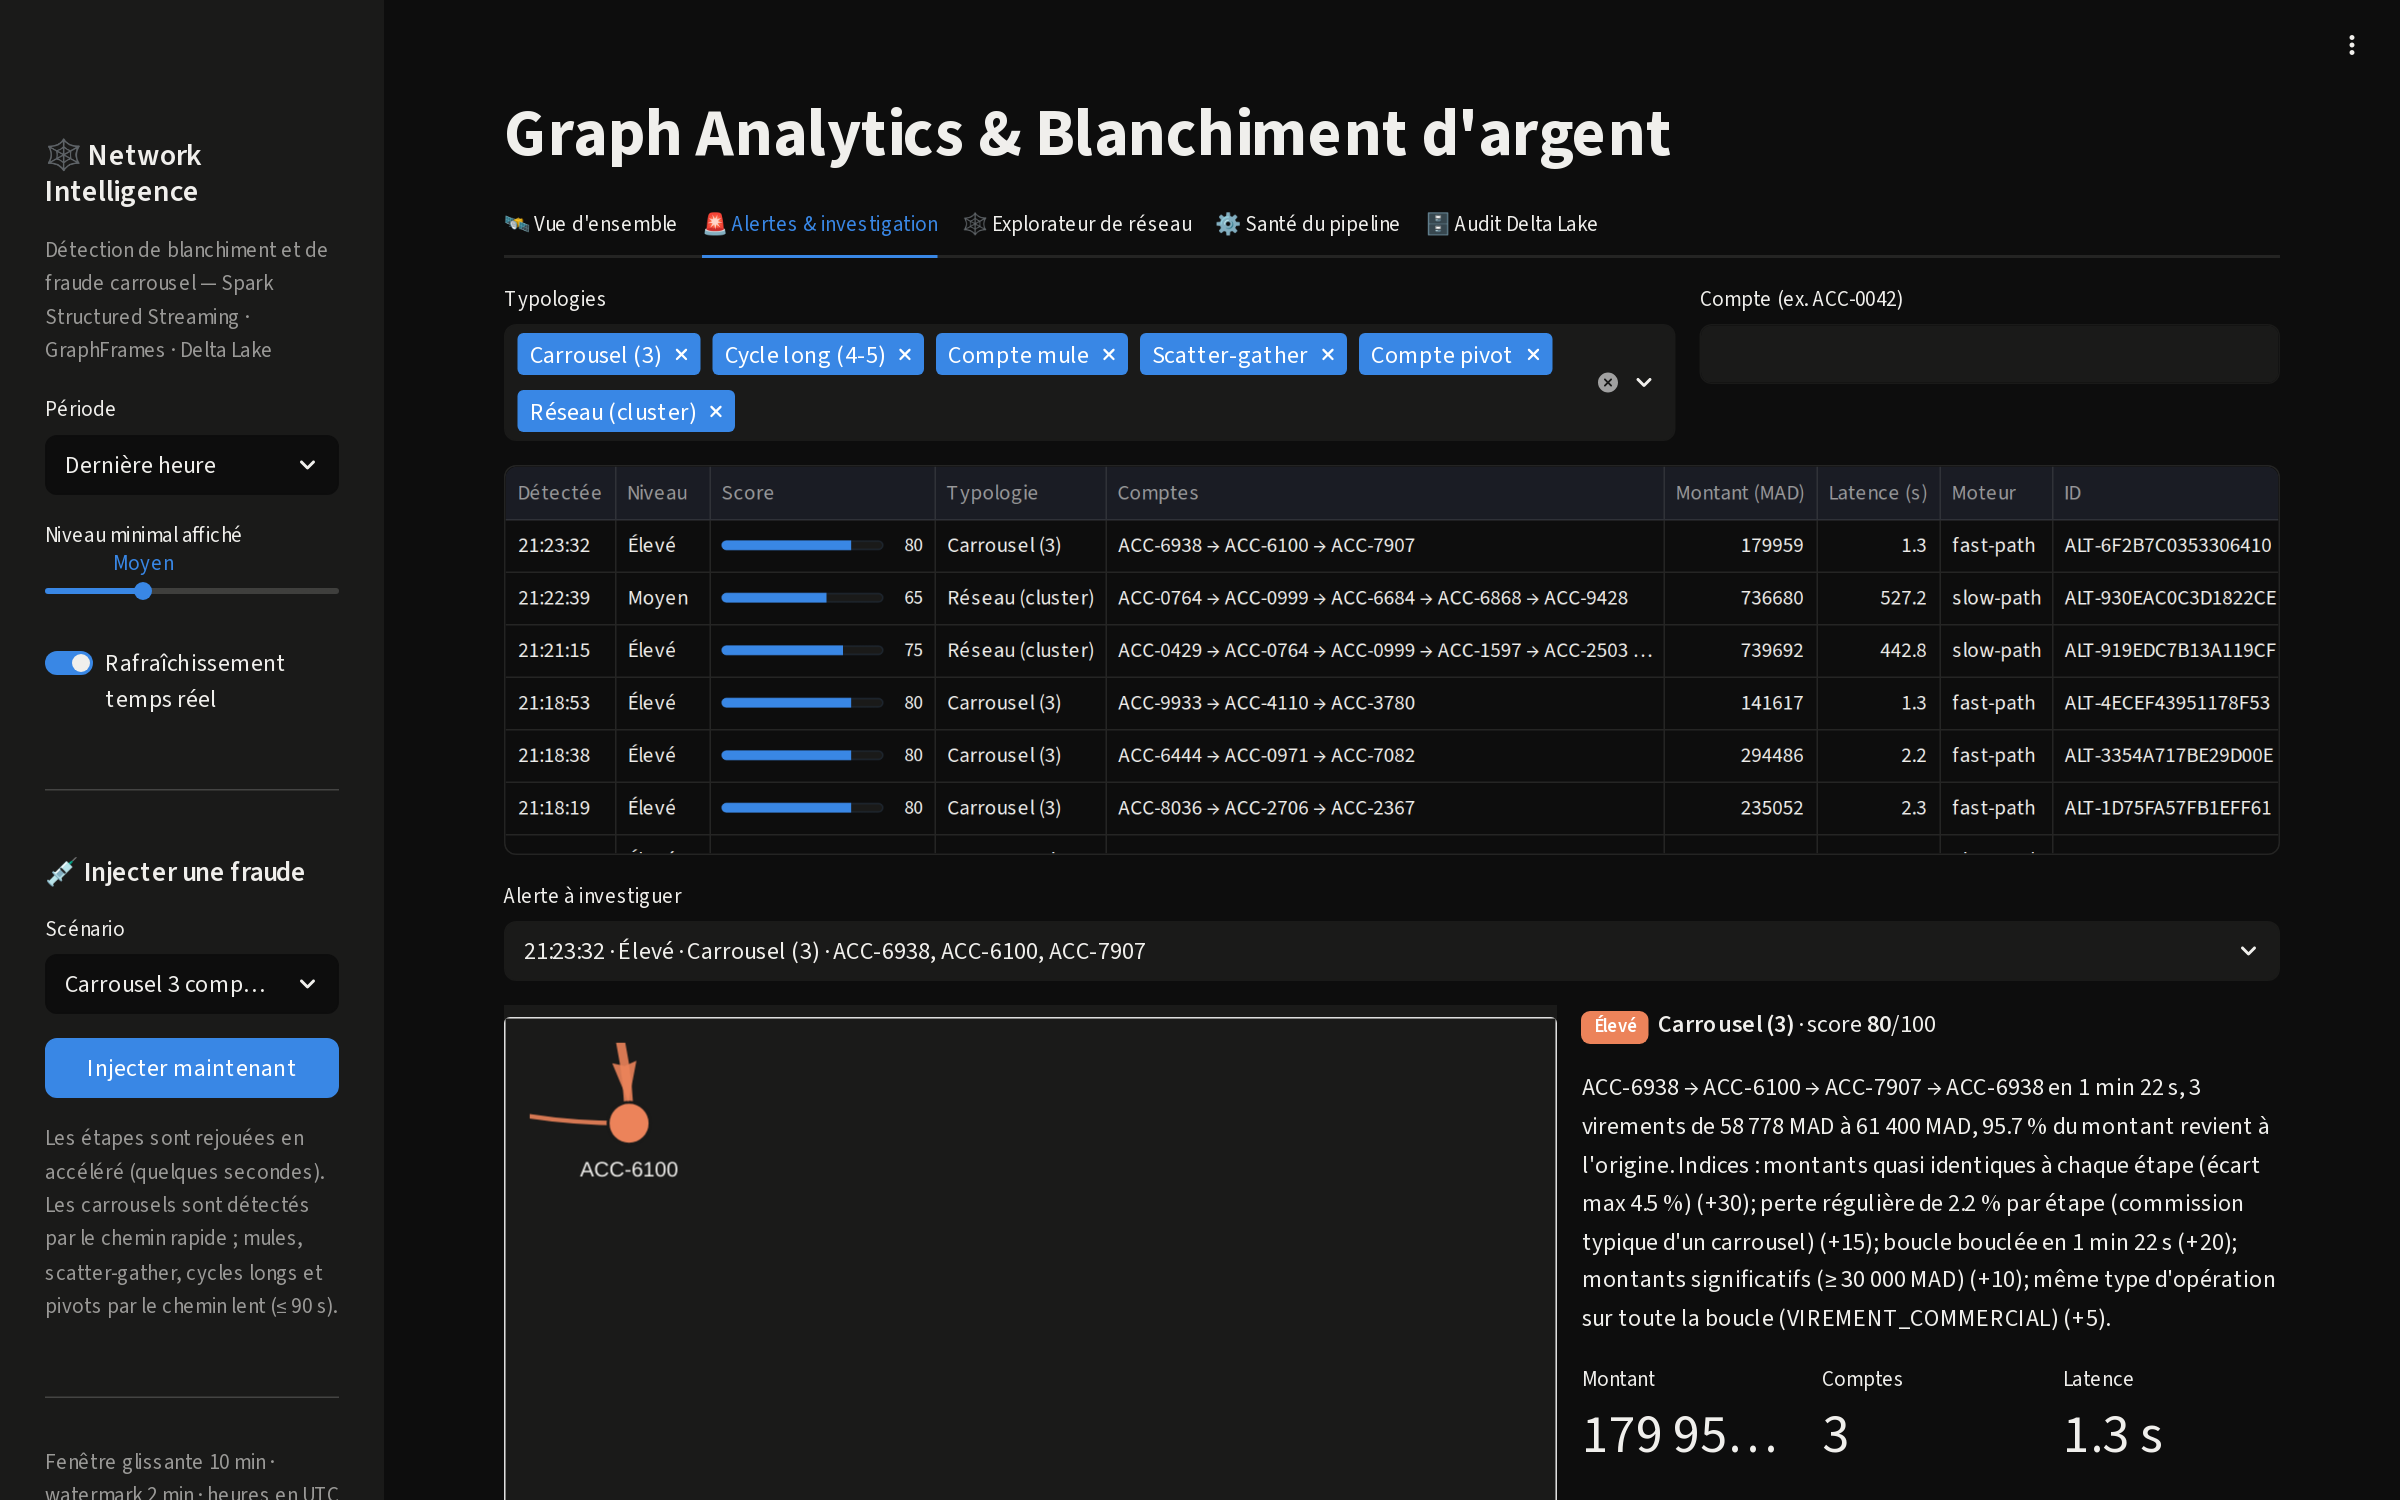 🕸 Network
Intelligence
Détection de blanchiment et de
fraude carrousel — Spark
Structured Streaming ·
GraphFrames · Delta Lake
Période
Dernière heure
Niveau minimal affiché
Moyen
Rafraîchissement
temps réel
💉 Injecter une fraude
Scénario
Carrousel 3 comp…
Injecter maintenant
Les étapes sont rejouées en
accéléré (quelques secondes).
Les carrousels sont détectés
par le chemin rapide ; mules,
scatter-gather, cycles longs et
pivots par le chemin lent (≤ 90 s).
Fenêtre glissante 10 min ·
watermark 2 min · heures en UTC
Graph Analytics & Blanchiment d'argent
🛰 Vue d'ensemble 🚨 Alertes & investigation 🕸 Explorateur de réseau ⚙️ Santé du pipeline 🗄 Audit Delta Lake
Typologies
Compte (ex. ACC-0042)
Carrousel (3) Cycle long (4-5) Compte mule Scatter-gather Compte pivot
Réseau (cluster)
Détectée Niveau Score Typologie Comptes Montant (MAD) Latence (s) Moteur ID
21:23:32 Élevé 80 Carrousel (3) ACC-6938 → ACC-6100 → ACC-7907 179959 1.3 fast-path ALT-6F2B7C0353306410
21:22:39 Moyen 65 Réseau (cluster) ACC-0764 → ACC-0999 → ACC-6684 → ACC-6868 → ACC-9428 736680 527.2 slow-path ALT-930EAC0C3D1822CE
21:21:15 Élevé 75 Réseau (cluster) ACC-0429 → ACC-0764 → ACC-0999 → ACC-1597 → ACC-2503 … 739692 442.8 slow-path ALT-919EDC7B13A119CF
21:18:53 Élevé 80 Carrousel (3) ACC-9933 → ACC-4110 → ACC-3780 141617 1.3 fast-path ALT-4ECEF43951178F53
21:18:38 Élevé 80 Carrousel (3) ACC-6444 → ACC-0971 → ACC-7082 294486 2.2 fast-path ALT-3354A717BE29D00E
21:18:19 Élevé 80 Carrousel (3) ACC-8036 → ACC-2706 → ACC-2367 235052 2.3 fast-path ALT-1D75FA57FB1EFF61
Alerte à investiguer
21:23:32 · Élevé · Carrousel (3) · ACC-6938, ACC-6100, ACC-7907
ACC-6100
Élevé Carrousel (3) · score 80/100
ACC-6938 → ACC-6100 → ACC-7907 → ACC-6938 en 1 min 22 s, 3
virements de 58 778 MAD à 61 400 MAD, 95.7 % du montant revient à
l'origine. Indices : montants quasi identiques à chaque étape (écart
max 4.5 %) (+30); perte régulière de 2.2 % par étape (commission
typique d'un carrousel) (+15); boucle bouclée en 1 min 22 s (+20);
montants significatifs (≥ 30 000 MAD) (+10); même type d'opération
sur toute la boucle (VIREMENT_COMMERCIAL) (+5).
Montant Comptes Latence
179 95… 3 1.3 s